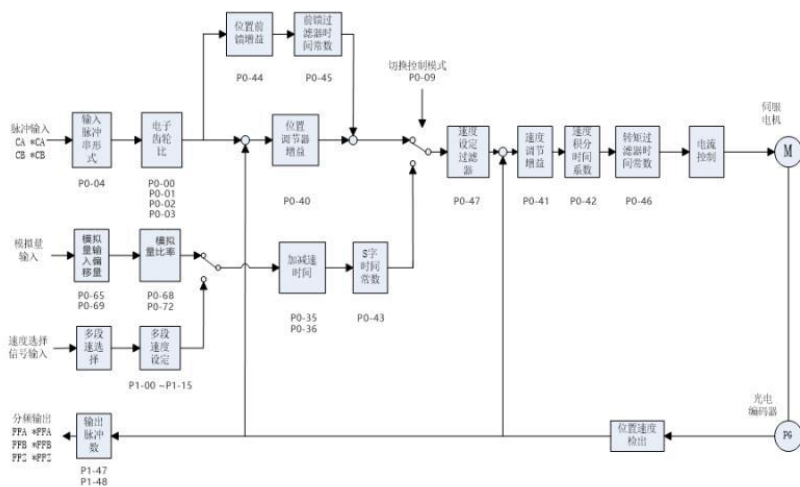 位置前
馈增益
前馈过
滤器时
间常数
P0-44
P0-45
切换控制模式
P0-09
脉冲输入
CA *CA
CB *CB
输入
脉冲
串形
式
P0-04
电子
齿轮
比
P0-00
P0-01
P0-02
P0-03
位置
调节器
增益
P0-40
速度
设定
过滤
器
P0-47
速度
调节
增益
P0-41
速度
积分
时间
系数
P0-42
转矩过
滤器时
间常数
P0-46
电流
控制
伺服
电机
M
模拟量
输入
模拟
量输
入偏
移量
P0-65
P0-69
模拟
量比率
P0-68
P0-72
加减速
时间
P0-35
P0-36
S字
时间
常数
P0-43
速度选择
信号输入
多段
速选
择
多段
速度
设定
P1-00 ~P1-15
分频输出
FFA *FFA
FFB *FFB
FFZ *FFZ
输出
脉冲
数
P1-47
P1-48
位置速度
检出
光电
编码器
PG